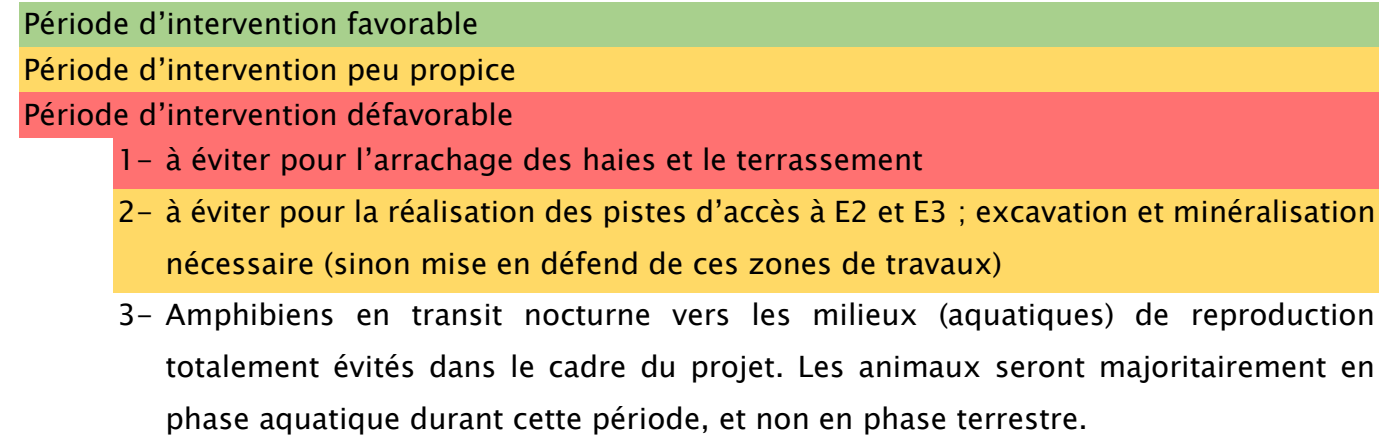 Période d’intervention favorable
Période d’intervention peu propice
Période d’intervention défavorable
1- à éviter pour l’arrachage des haies et le terrassement
2- à éviter pour la réalisation des pistes d’accès à E2 et E3 ; excavation et minéralisation
nécessaire (sinon mise en défend de ces zones de travaux)
3- Amphibiens en transit nocturne vers les milieux (aquatiques) de reproduction
totalement évités dans le cadre du projet. Les animaux seront majoritairement en
phase aquatique durant cette période, et non en phase terrestre.